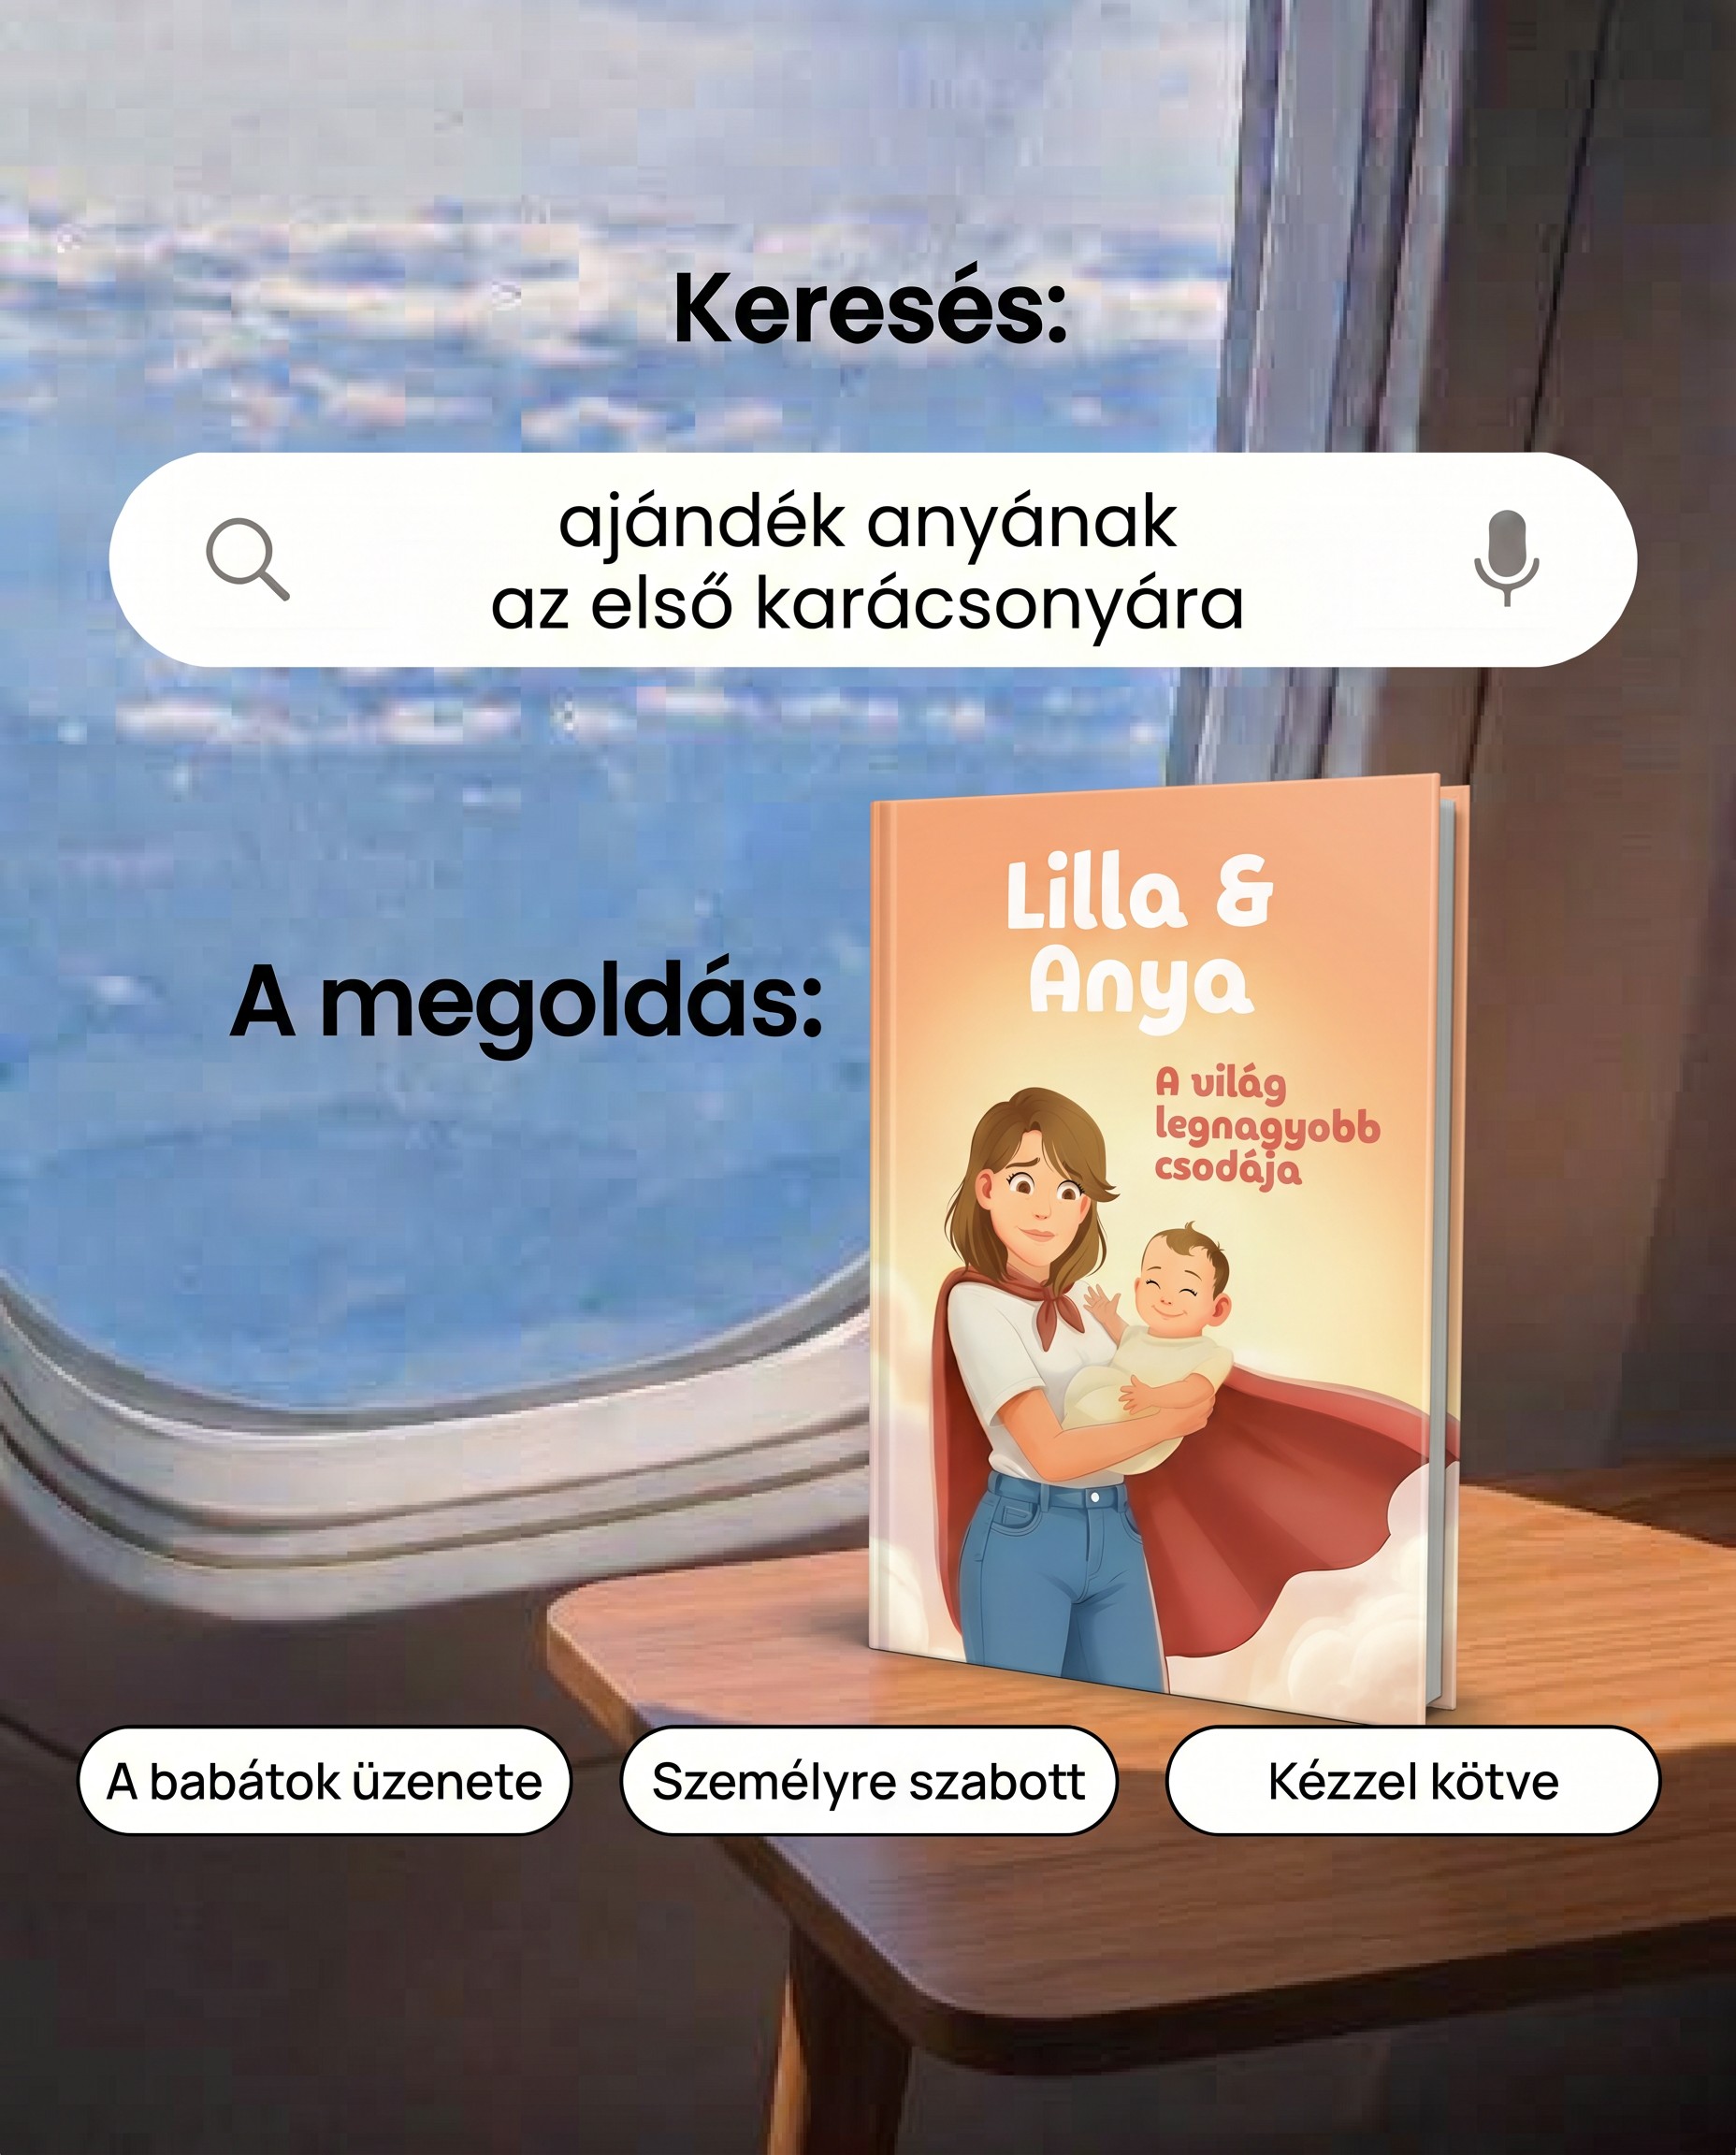 Keresés:
ajándék anyának
az első karácsonyára
A megoldás:
Lilla &
Anya
A világ
legnagyobb
csodája
A babátok üzenete
Személyre szabott
Kézzel kötve